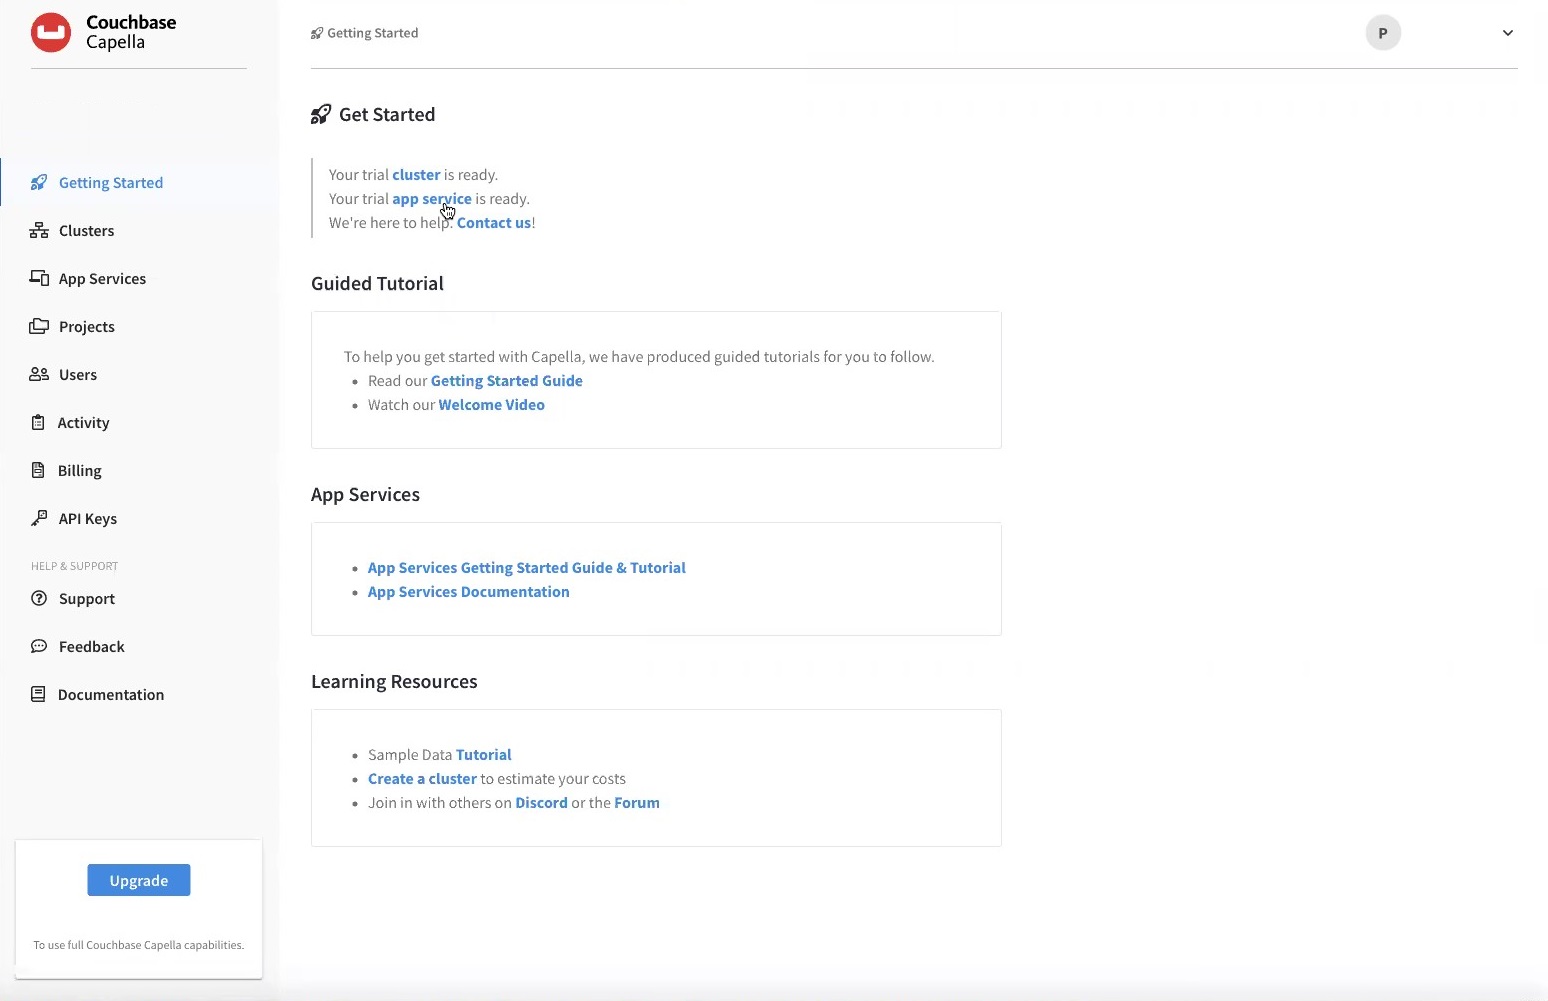 Couchbase
Capella
Getting Started
P
Get Started
Your trial cluster is ready.
Your trial app service is ready.
We're here to help. Contact us!
Getting Started
Clusters
App Services
Projects
Users
Activity
Billing
API Keys
HELP & SUPPORT
Support
Feedback
Documentation
Upgrade
To use full Couchbase Capella capabilities.
Guided Tutorial
To help you get started with Capella, we have produced guided tutorials for you to follow.
• Read our Getting Started Guide
• Watch our Welcome Video
App Services
• App Services Getting Started Guide & Tutorial
• App Services Documentation
Learning Resources
• Sample Data Tutorial
• Create a cluster to estimate your costs
• Join in with others on Discord or the Forum